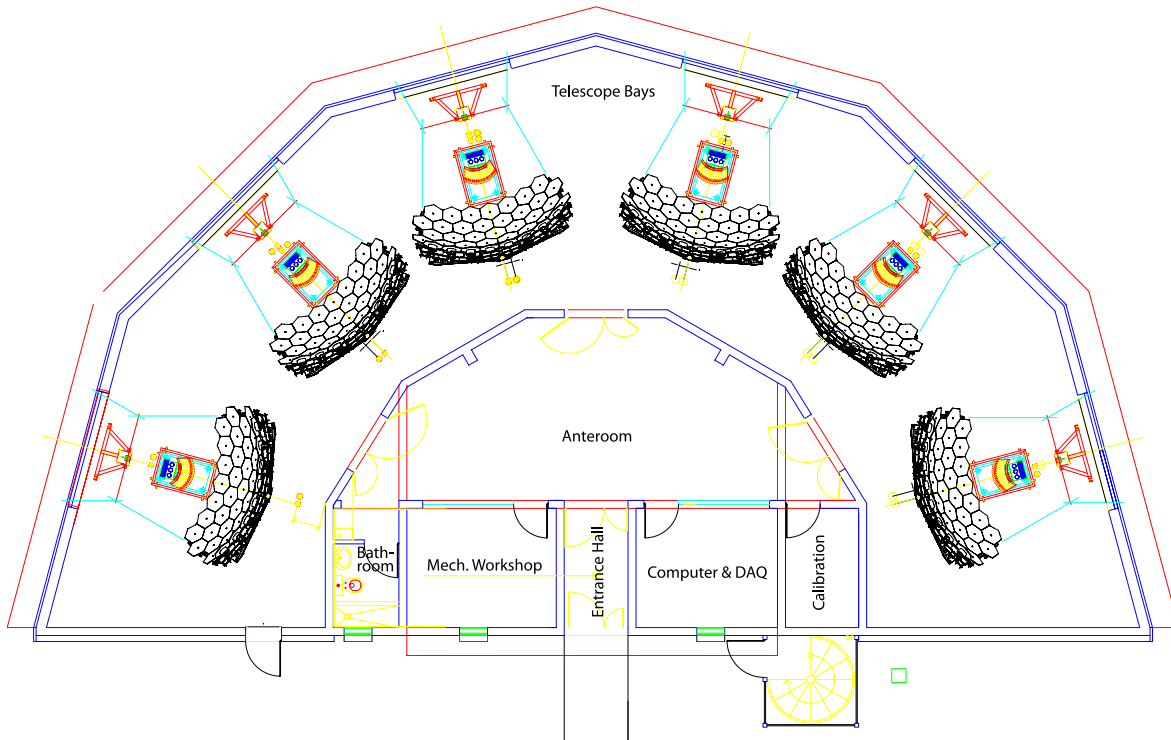 Telescope Bays
Anteroom
Bath-
room
Mech. Workshop
Entrance Hall
Computer & DAQ
Calibration